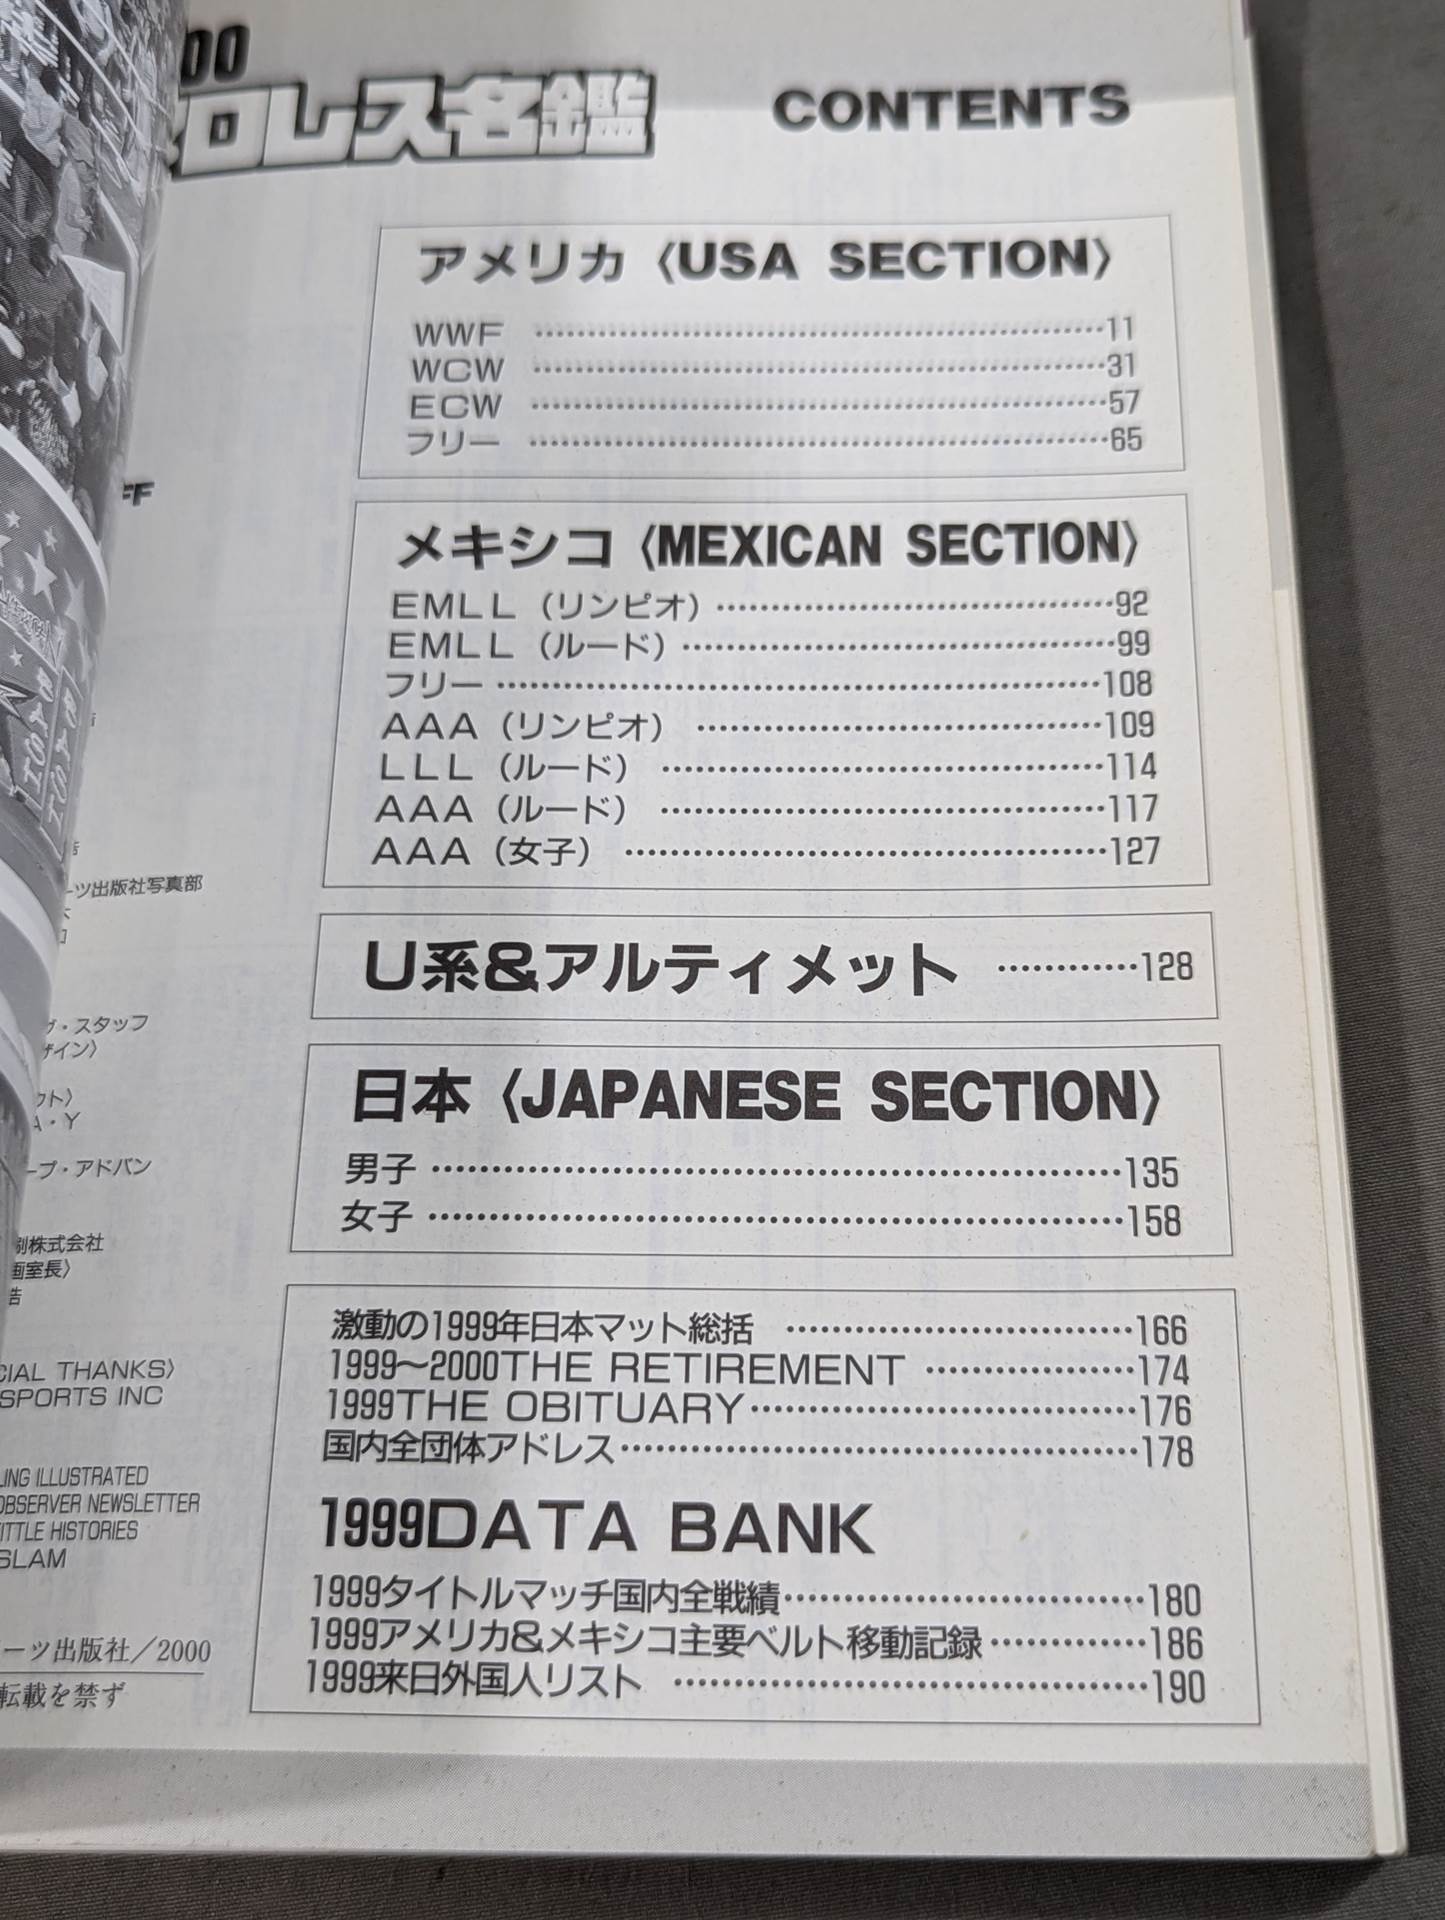 00
ロレス名鑑
CONTENTS
アメリカ〈USA SECTION〉
WWF ……………………11
WCW ……………………31
ECW ……………………57
フリー ……………………65
メキシコ〈MEXICAN SECTION〉
EMLL（リンピオ）……………………92
EMLL（ルード）……………………99
フリー……………………108
AAA（リンピオ）……………………109
LLL（ルード）……………………114
AAA（ルード）……………………117
AAA（女子）……………………127
U系&アルティメット …………128
日本〈JAPANESE SECTION〉
男子……………………135
女子……………………158
激動の1999年日本マット総括 ……………………166
1999〜2000THE RETIREMENT ……………………174
1999THE OBITUARY……………………176
国内全団体アドレス……………………178
1999DATA BANK
1999タイトルマッチ国内全戦績……………………180
1999アメリカ&メキシコ主要ベルト移動記録……………186
1999来日外国人リスト ……………………190
FF
ーツ出版社写真部
・スタッフ
ザイン〉
クト〉
A・Y
ープ・アドバン
刷株式会社
画室長〉
浩
CIAL THANKS〉
SPORTS INC
LING ILLUSTRATED
OBSERVER NEWSLETTER
TITTLE HISTORIES
SLAM
ーツ出版社／2000
転載を禁ず